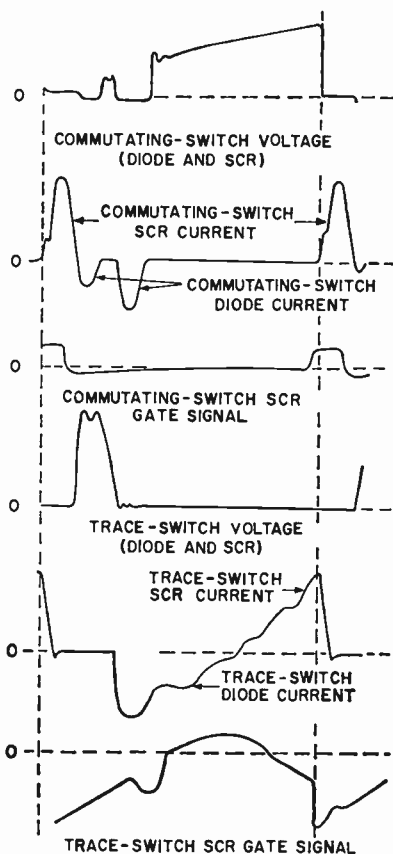 0
COMMUTATING-SWITCH VOLTAGE
(DIODE AND SCR)
COMMUTATING-SWITCH
SCR CURRENT
0
COMMUTATING-SWITCH
DIODE CURRENT
0
COMMUTATING-SWITCH SCR
GATE SIGNAL
0
TRACE-SWITCH VOLTAGE
(DIODE AND SCR)
TRACE-SWITCH
SCR CURRENT
0
TRACE-SWITCH
DIODE CURRENT
0
TRACE-SWITCH SCR GATE SIGNAL